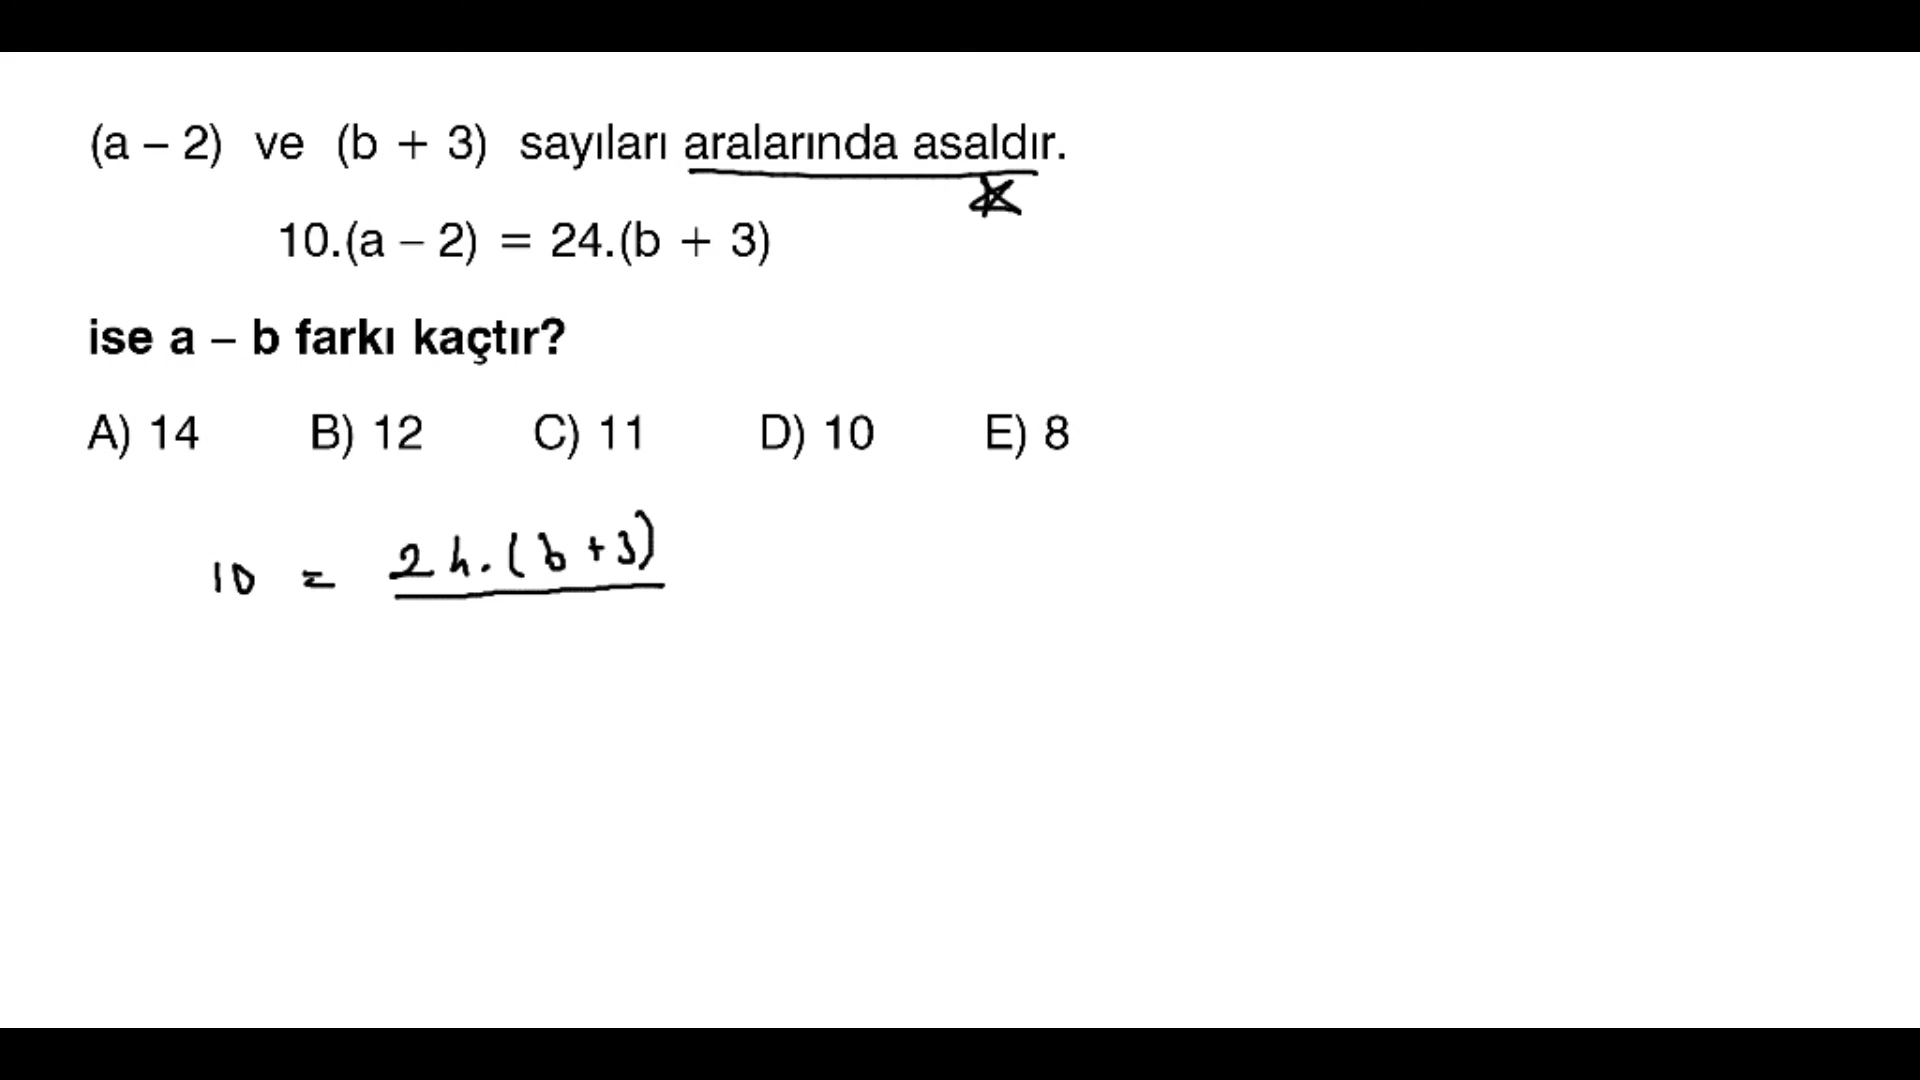 (a – 2) ve (b + 3) sayıları aralarında asaldır.
10.(a – 2) = 24.(b + 3)
ise a – b farkı kaçtır?
A) 14 B) 12 C) 11 D) 10 E) 8
10 = 24.(b+3)